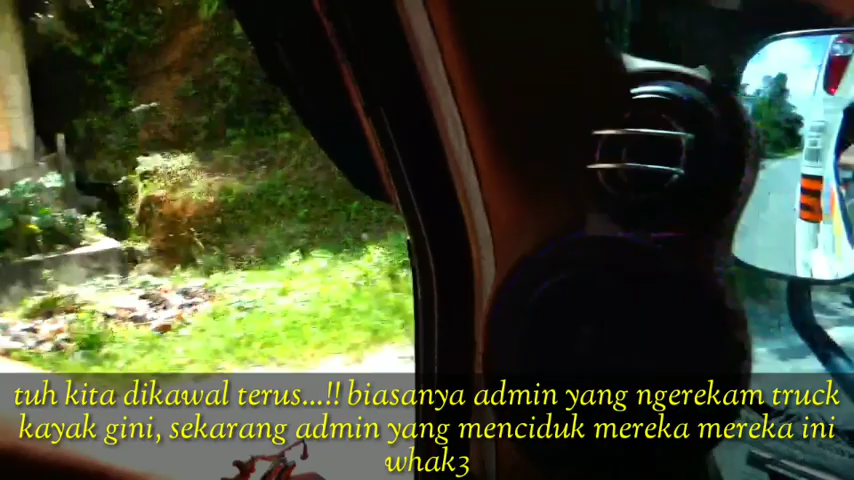 tuh kita dikawal terus...!! biasanya admin yang ngerekam truck
kayak gini, sekarang admin yang menciduk mereka mereka ini
whak3